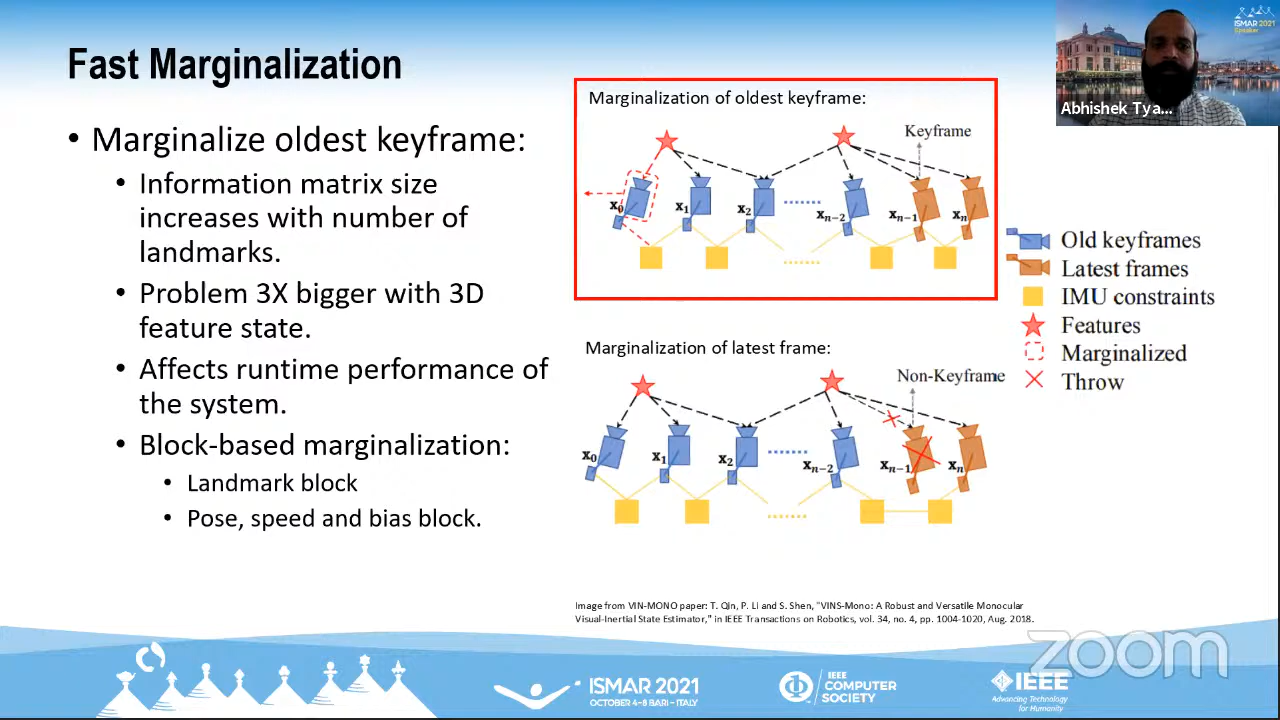 Fast Marginalization
• Marginalize oldest keyframe:
• Information matrix size
increases with number of
landmarks.
• Problem 3X bigger with 3D
feature state.
• Affects runtime performance of
the system.
• Block-based marginalization:
• Landmark block
• Pose, speed and bias block.
Marginalization of oldest keyframe:
Keyframe
x₀ x₁ x₂ xₙ₋₂ xₙ₋₁ xₙ
Marginalization of latest frame:
Non-Keyframe
x₀ x₁ x₂ xₙ₋₂ xₙ₋₁ xₙ
Old keyframes
Latest frames
IMU constraints
Features
Marginalized
Throw
Image from VIN-MONO paper: T. Qin, P. Li and S. Shen, "VINS-Mono: A Robust and Versatile Monocular
Visual-Inertial State Estimator," in IEEE Transactions on Robotics, vol. 34, no. 4, pp. 1004-1020, Aug. 2018.
Abhishek Tya...
ISMAR 2021
ISMAR 2021
OCTOBER 4-8 BARI - ITALY
IEEE
COMPUTER
SOCIETY
IEEE
Advancing Technology
for Humanity
zoom